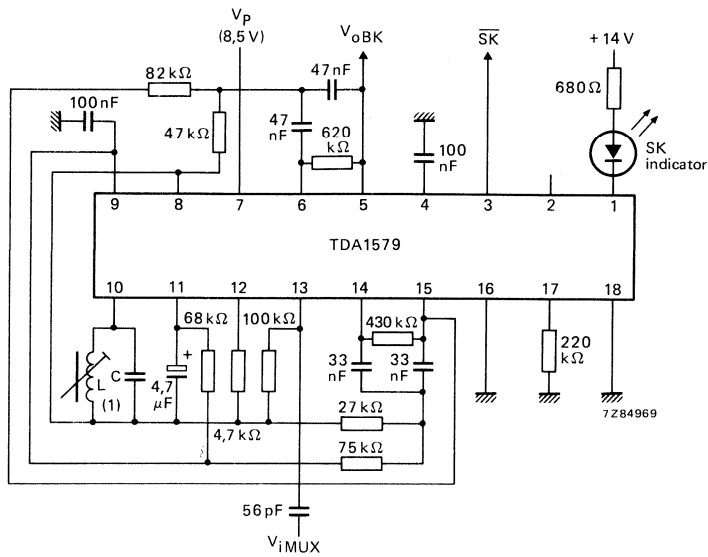 V_P
(8,5 V)
V_oBK
S̅K̅
+ 14 V
82 kΩ
47 nF
680 Ω
100 nF
47 kΩ
47
nF
620
kΩ
100
nF
SK
indicator
9 8 7 6 5 4 3 2 1
TDA1579
10 11 12 13 14 15 16 17 18
68 kΩ
100 kΩ
430 kΩ
+
33
nF
33
nF
220
kΩ
L
(1)
C
4,7
μF
27 kΩ
7Z84969
4,7 kΩ
75 kΩ
56 pF
V_iMUX